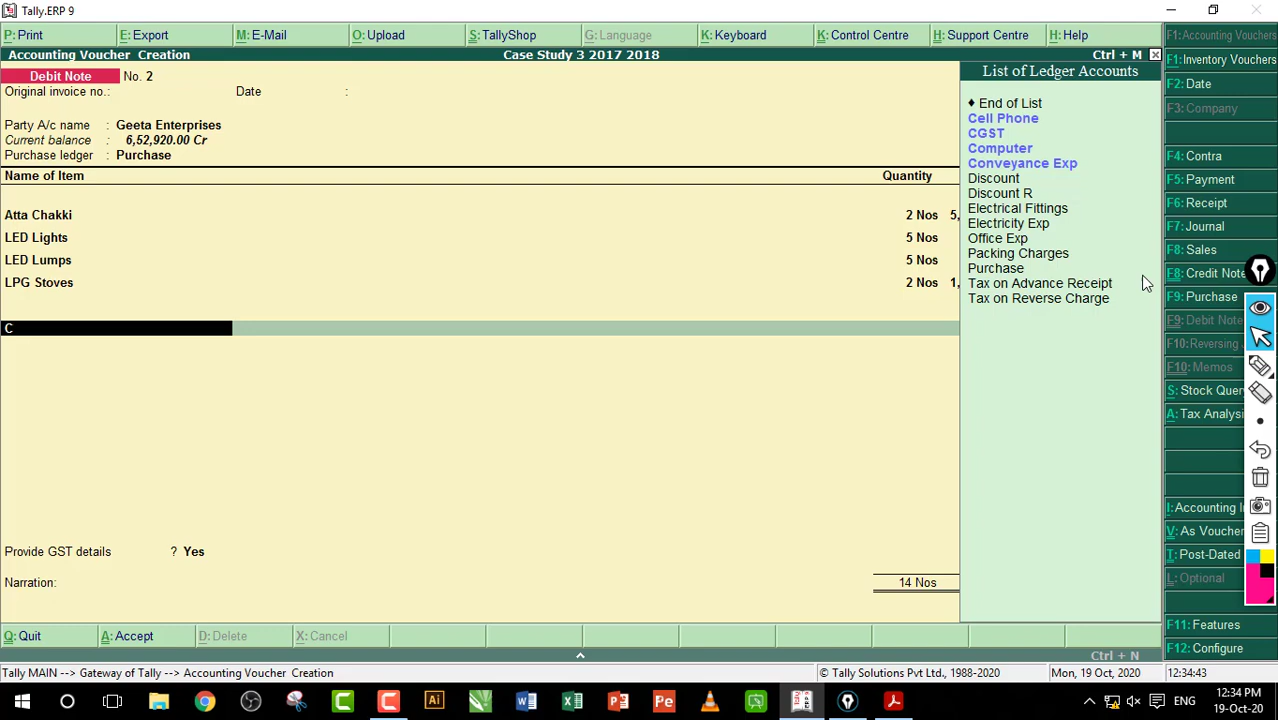 Tally.ERP 9
P: Print
E: Export
M: E-Mail
O: Upload
S: TallyShop
G: Language
K: Keyboard
K: Control Centre
H: Support Centre
H: Help
F1: Accounting Vouchers
Accounting Voucher Creation
Case Study 3 2017 2018
Ctrl + M
F1: Inventory Vouchers
Debit Note No. 2
List of Ledger Accounts
F2: Date
Original invoice no.:
Date :
♦ End of List
F3: Company
Party A/c name : Geeta Enterprises
Cell Phone
Current balance : 6,52,920.00 Cr
CGST
Purchase ledger : Purchase
Computer
F4: Contra
Name of Item
Quantity
Conveyance Exp
F5: Payment
Discount
Discount R
F6: Receipt
Atta Chakki 2 Nos 5,
Electrical Fittings
F7: Journal
LED Lights 5 Nos
Electricity Exp
Office Exp
F8: Sales
LED Lumps 5 Nos
Packing Charges
F8: Credit Note
LPG Stoves 2 Nos 1,
Purchase
Tax on Advance Receipt
F9: Purchase
Tax on Reverse Charge
F9: Debit Note
C
F10: Reversing
F10: Memos
S: Stock Quer
A: Tax Analysi
I: Accounting I
V: As Voucher
Provide GST details ? Yes
T: Post-Dated
Narration:
14 Nos
L: Optional
Q: Quit
A: Accept
D: Delete
X: Cancel
F11: Features
Ctrl + N
F12: Configure
Tally MAIN --> Gateway of Tally --> Accounting Voucher Creation
© Tally Solutions Pvt Ltd., 1988-2020
Mon, 19 Oct, 2020
12:34:43
Ai
W
X
P
Pe
ENG
12:34 PM
19-Oct-20